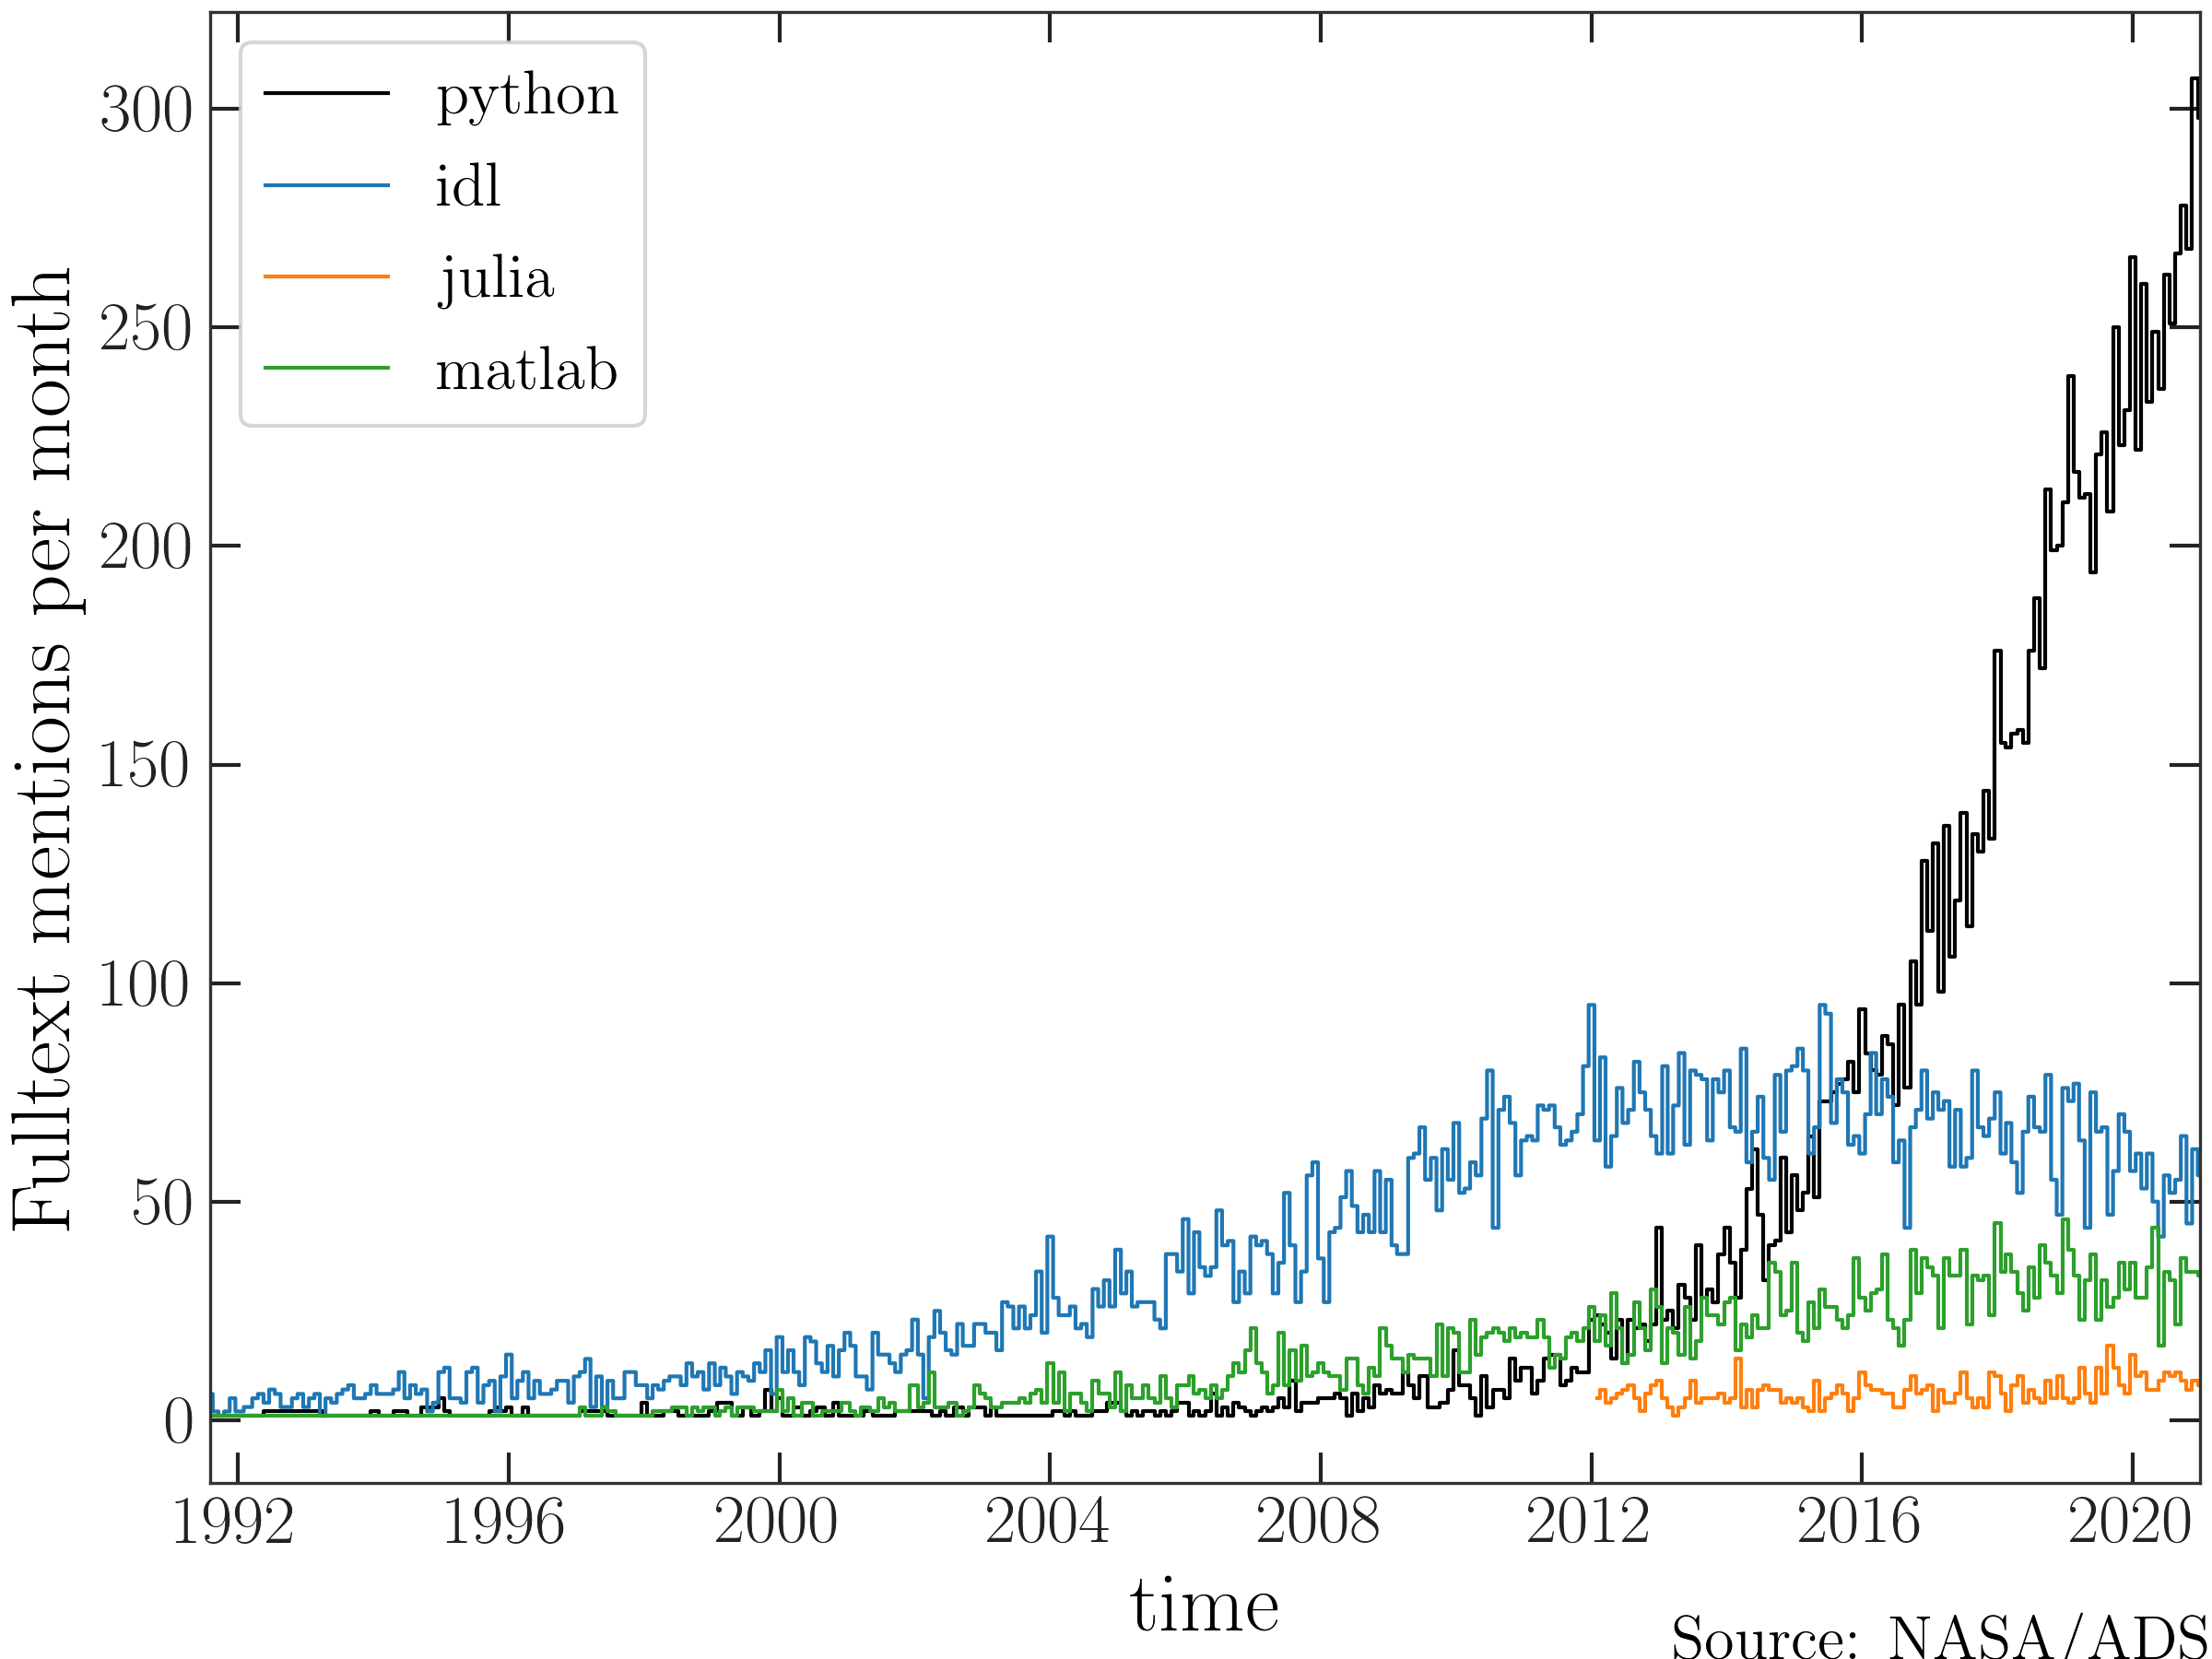 python
idl
julia
matlab
Fulltext mentions per month
300
250
200
150
100
50
0
1992 1996 2000 2004 2008 2012 2016 2020
time
Source: NASA/ADS